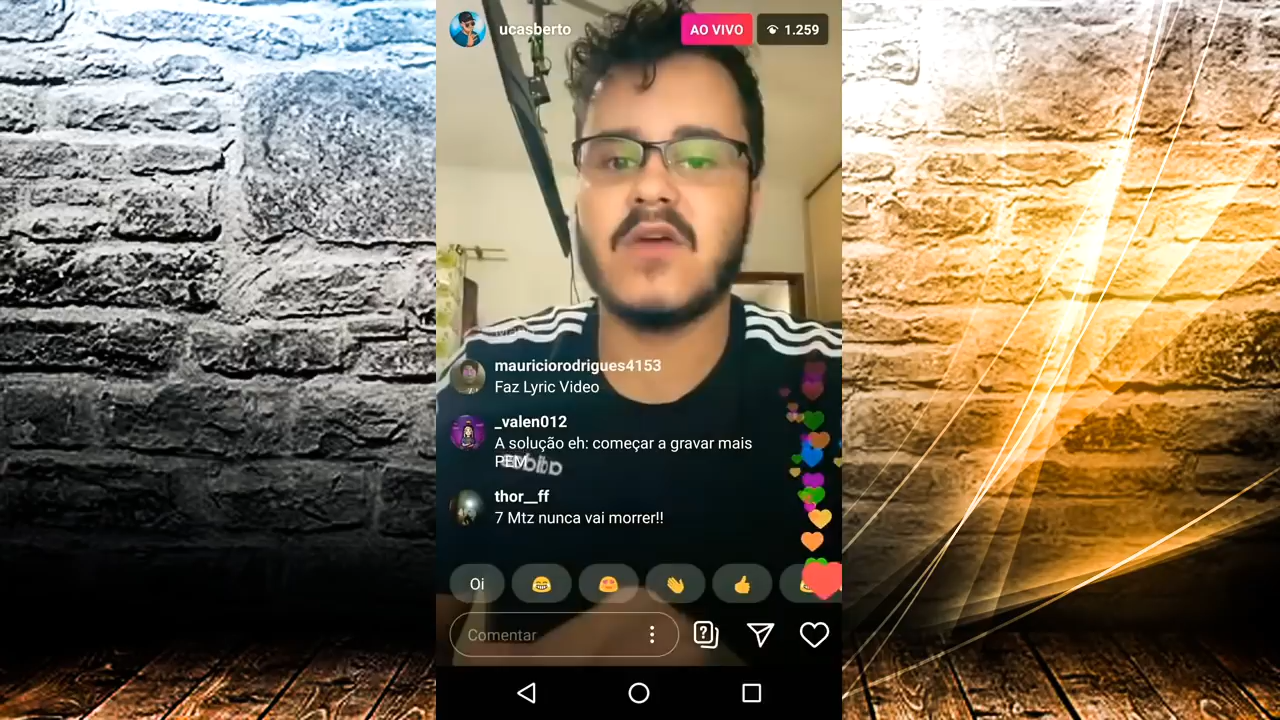 ucasberto
AO VIVO
1.259
mauriciorodrigues4153
Faz Lyric Video
_valen012
A solução eh: começar a gravar mais
PEM
thor__ff
7 Mtz nunca vai morrer!!
Oi
Comentar